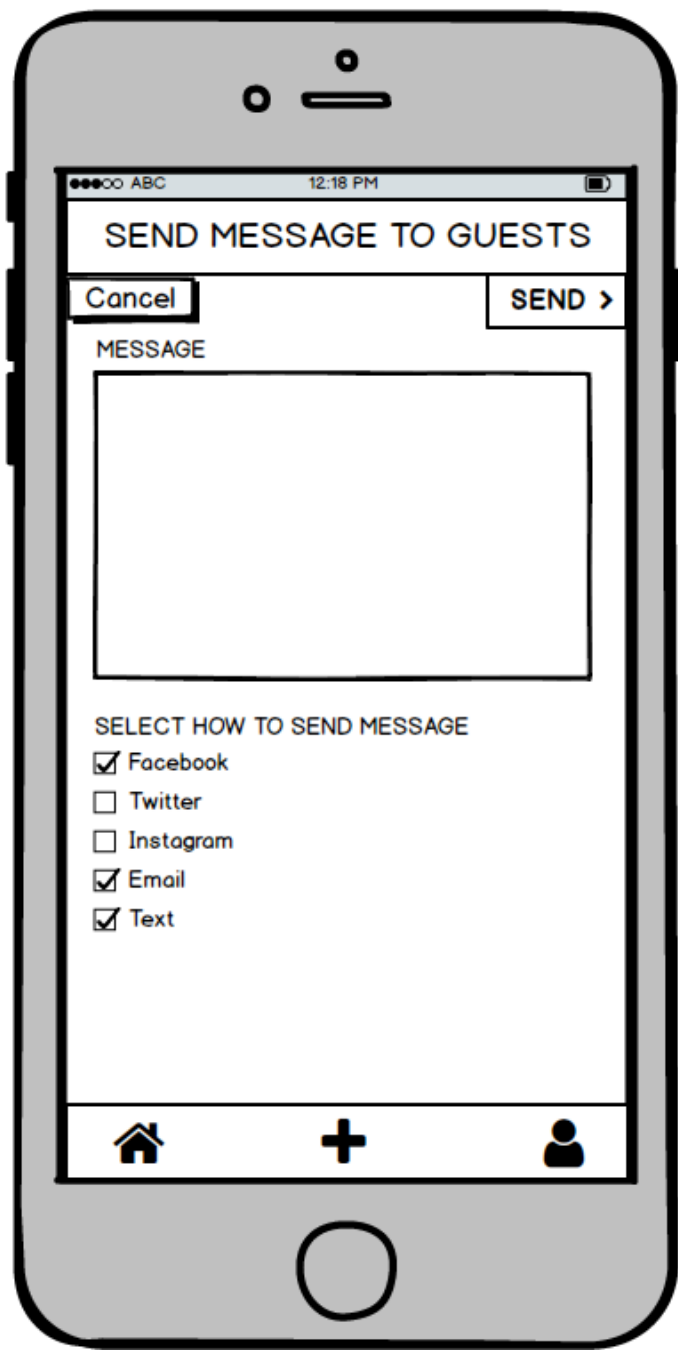 ABC 12:18 PM
SEND MESSAGE TO GUESTS
Cancel SEND >
MESSAGE
SELECT HOW TO SEND MESSAGE
Facebook
Twitter
Instagram
Email
Text